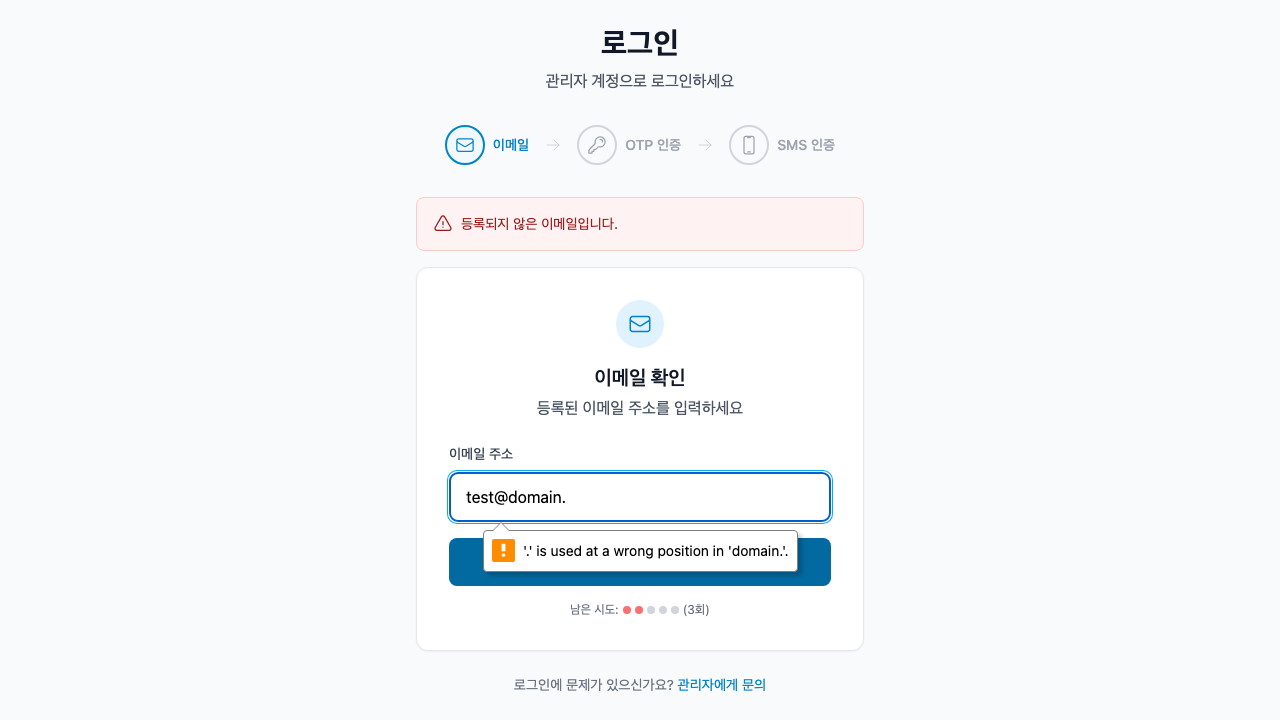 로그인
관리자 계정으로 로그인하세요
이메일
OTP 인증
SMS 인증
등록되지 않은 이메일입니다.
이메일 확인
등록된 이메일 주소를 입력하세요
이메일 주소
test@domain.
'.' is used at a wrong position in 'domain.'.
남은 시도: (3회)
로그인에 문제가 있으신가요? 관리자에게 문의